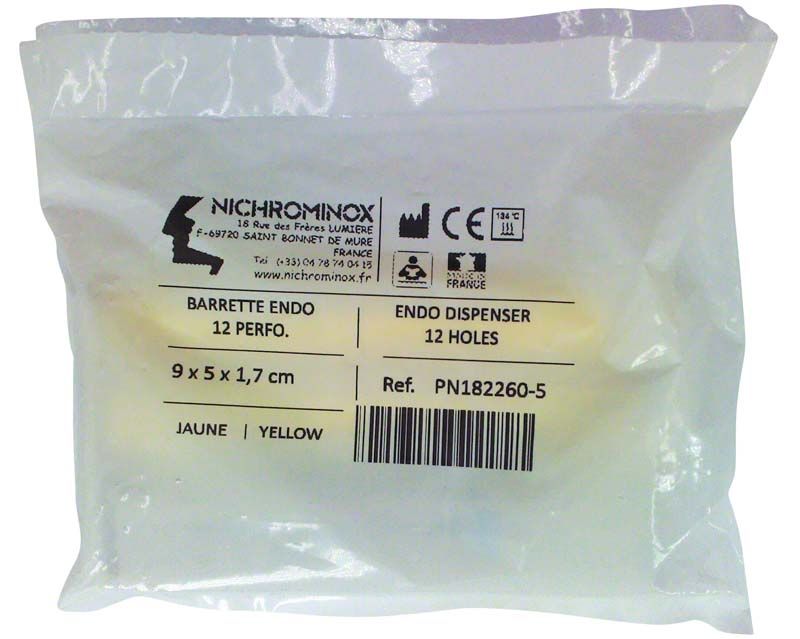 NICHROMINOX
18 Rue des Frères LUMIERE
F-69720 SAINT BONNET DE MURE
FRANCE
Tel (+33) 04 78 74 04 15
www.nichrominox.fr
CE
134 °C
MADE IN
FRANCE
BARRETTE ENDO
12 PERFO.
ENDO DISPENSER
12 HOLES
9 x 5 x 1,7 cm
Ref. PN182260-5
JAUNE | YELLOW